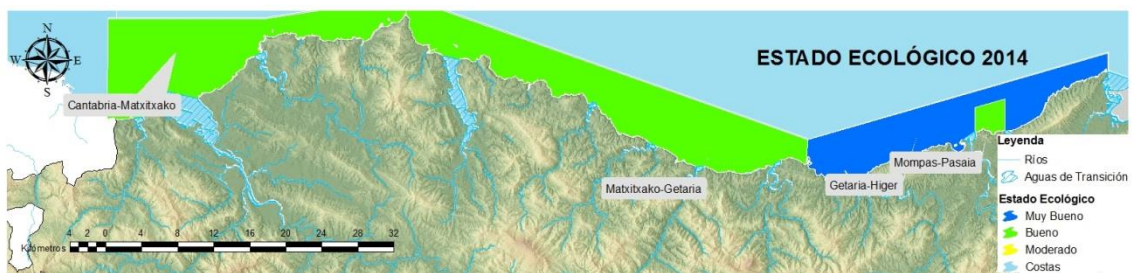 N
W E
S
ESTADO ECOLÓGICO 2014
Cantabria-Matxitxako
Matxitxako-Getaria
Getaria-Higer
Mompas-Pasaia
Leyenda
Ríos
Aguas de Transición
Estado Ecológico
Muy Bueno
Bueno
Moderado
Costas
4 2 0 4 8 12 16 20 24 28 32
Kilómetros